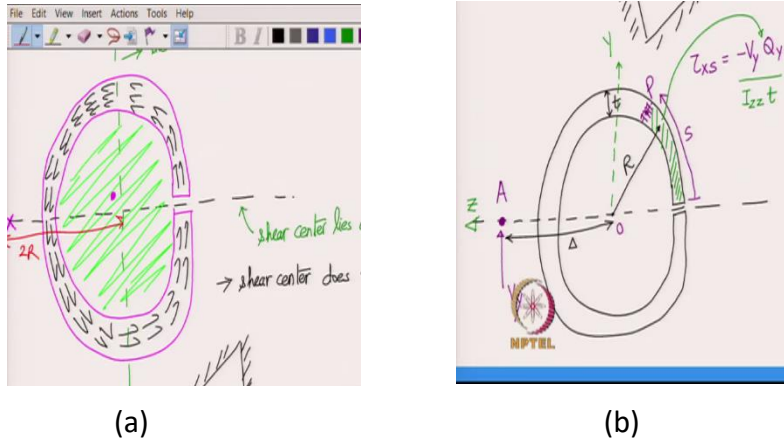 File Edit View Insert Actions Tools Help
B I
2R
shear center lies
→ shear center does
(a)
Y
P
τxs = -Vy Qy
Izz t
t
S
R
A
Z
O
Δ
NPTEL
(b)